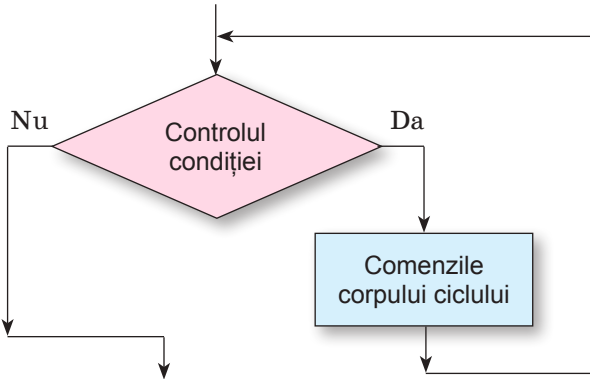 Nu
Da
Controlul
condiției
Comenzile
corpului ciclului